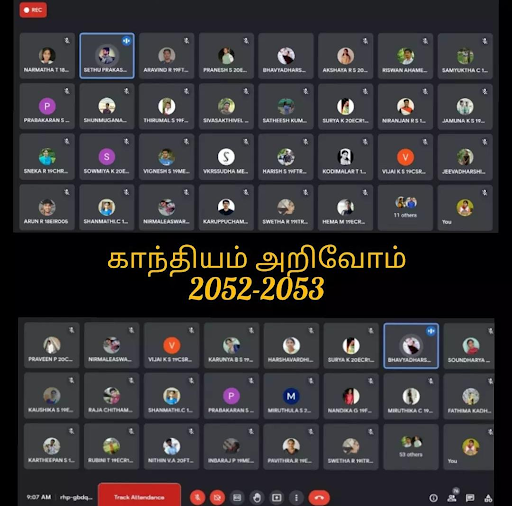 REC
NARMATHA T 18... SETHU PRAKAS... ARAVIND R 19FT... PRANESH S 20E... BHAVYADHARS... AKSHAYA R S 20... RISWAN AHAME... SAMYUKTHA C 1...
P S
PRABAKARAN S ... SHUNMUGANA... THIRUMAL S 19F... SIVASAKTHIVEL ... SATHEESH KUM... SURYA K 20ECR1... NIRANJAN R S 1... JAMUNA K S 19...
S V
SNEKA R 19CHR... SOWMIYA K 20E... VIGNESH S 19ME... VKRSSUDHA ME... HARISH S 19FTR... KODIMALAR T 1... VIJAI K S 19CSR... JEEVADHARSHI...
ARUN R 18EIR005 SHANMATHI.C 1... NIRMALEASWAR... KARUPPUCHAM... SWETHA R 19ITR... HEMA M 19ECR... 11 others You
காந்தியம் அறிவோம்
2052-2053
V
PRAVEEN P 20C... NIRMALEASWA... VIJAI K S 19CSR... KARUNYA B S 19... HARSHAVARDHI... SURYA K 20ECR1... BHAVYADHARS... SOUNDHARYA ...
P M
KAUSHIKA S 19E... RAJA CHITHAM... SHANMATHI.C 1... PRABAKARAN S ... MIRUTHULA S 2... NANDIKA G 19F... MIRUTHIKA C 19... FATHIMA KADH...
KARTHEEPAN S 1... RUBINI T 19ECR1... NITHIN V.A 20FT... INBARAJ P 19ME... PAVITHRA.R 19E... SWETHA R 19ITR... 53 others You
9:07 AM rhp-gbdq... Track Attendance